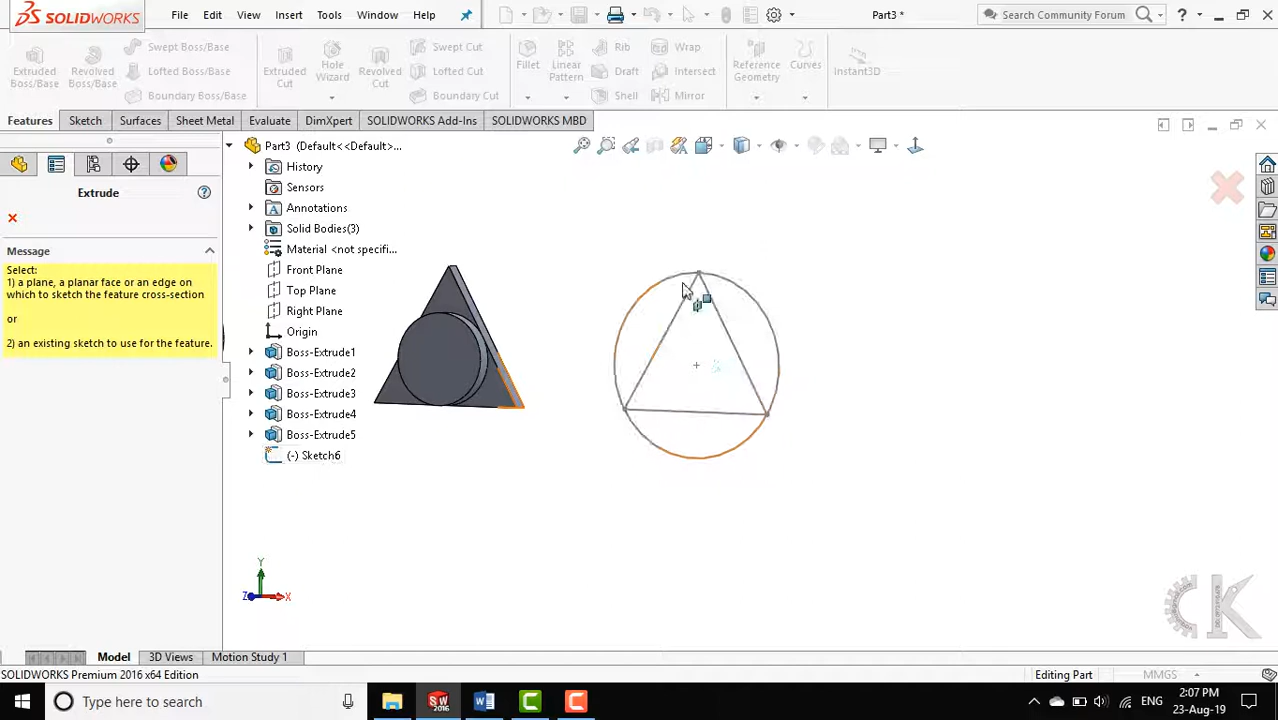 SOLIDWORKS File Edit View Insert Tools Window Help Part3 * Search Community Forum ?
Extruded Boss/Base
Revolved Boss/Base
Swept Boss/Base
Lofted Boss/Base
Boundary Boss/Base
Extruded Cut
Hole Wizard
Revolved Cut
Swept Cut
Lofted Cut
Boundary Cut
Fillet
Linear Pattern
Rib
Draft
Shell
Wrap
Intersect
Mirror
Reference Geometry
Curves
Instant3D
Features Sketch Surfaces Sheet Metal Evaluate DimXpert SOLIDWORKS Add-Ins SOLIDWORKS MBD
Extrude
Message
Select:
1) a plane, a planar face or an edge on
which to sketch the feature cross-section
or
2) an existing sketch to use for the feature.
Part3 (Default<<Default>...
History
Sensors
Annotations
Solid Bodies(3)
Material <not specifi...
Front Plane
Top Plane
Right Plane
Origin
Boss-Extrude1
Boss-Extrude2
Boss-Extrude3
Boss-Extrude4
Boss-Extrude5
(-) Sketch6
Y
Z X
Model 3D Views Motion Study 1
SOLIDWORKS Premium 2016 x64 Edition Editing Part MMGS
Type here to search ENG 2:07 PM
23-Aug-19